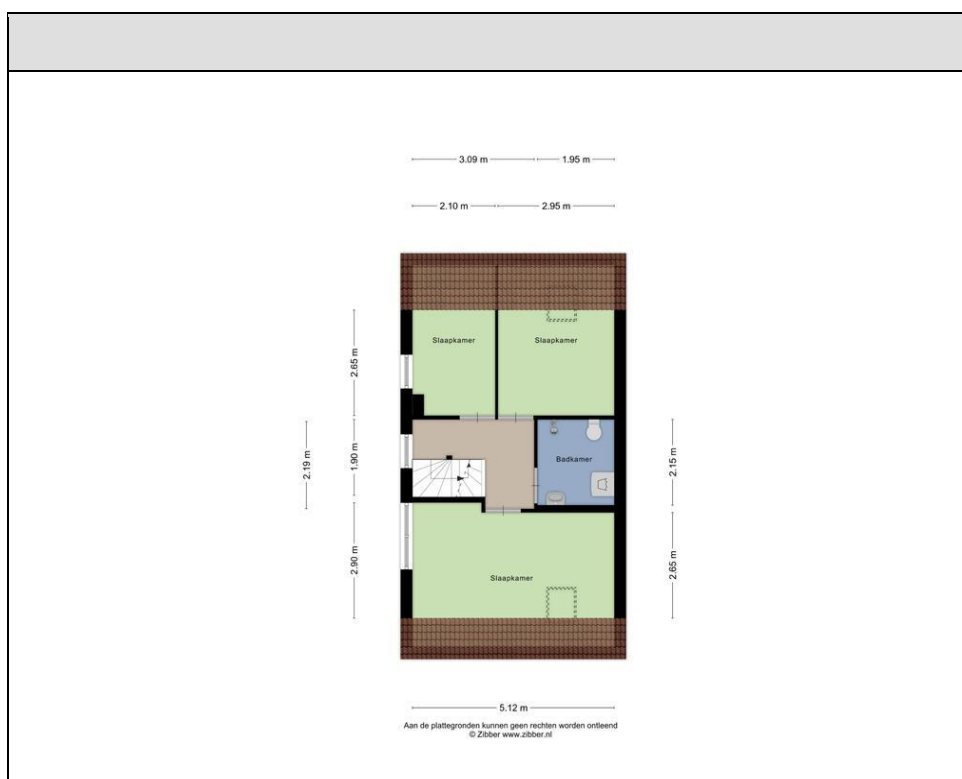 3.09 m 1.95 m
2.10 m 2.95 m
Slaapkamer Slaapkamer
2.65 m
2.19 m 1.90 m Badkamer 2.15 m
2.90 m Slaapkamer 2.65 m
5.12 m
Aan de plattegronden kunnen geen rechten worden ontleend
© Zibber www.zibber.nl